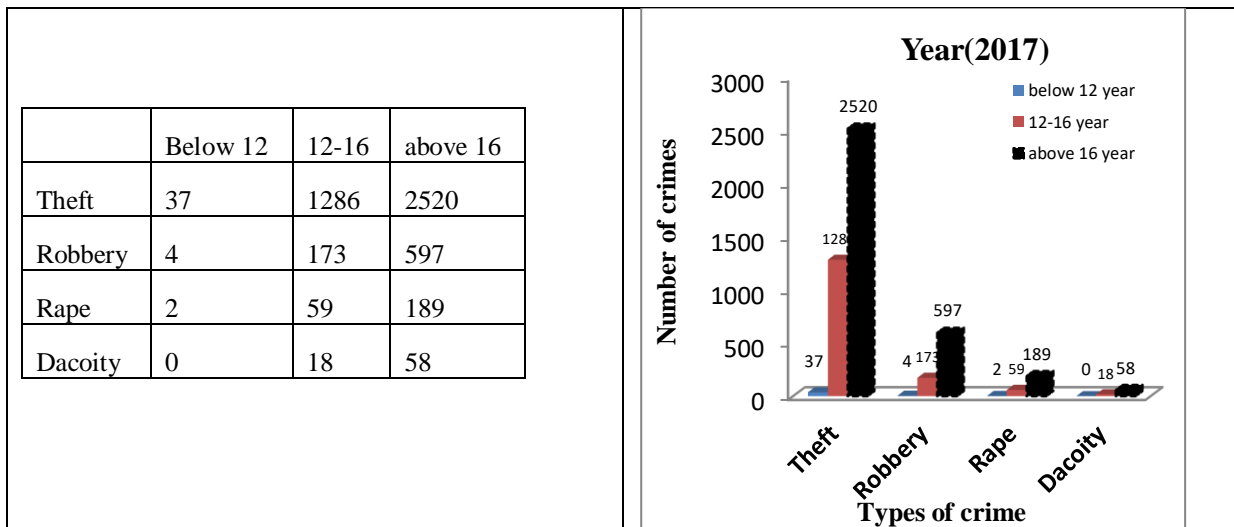 Below 12 12-16 above 16
Theft 37 1286 2520
Robbery 4 173 597
Rape 2 59 189
Dacoity 0 18 58
Year(2017)
below 12 year
12-16 year
above 16 year
Number of crimes
3000
2500
2000
1500
1000
500
0
37 128 2520
4 173 597
2 59 189
0 18 58
Theft
Robbery
Rape
Dacoity
Types of crime